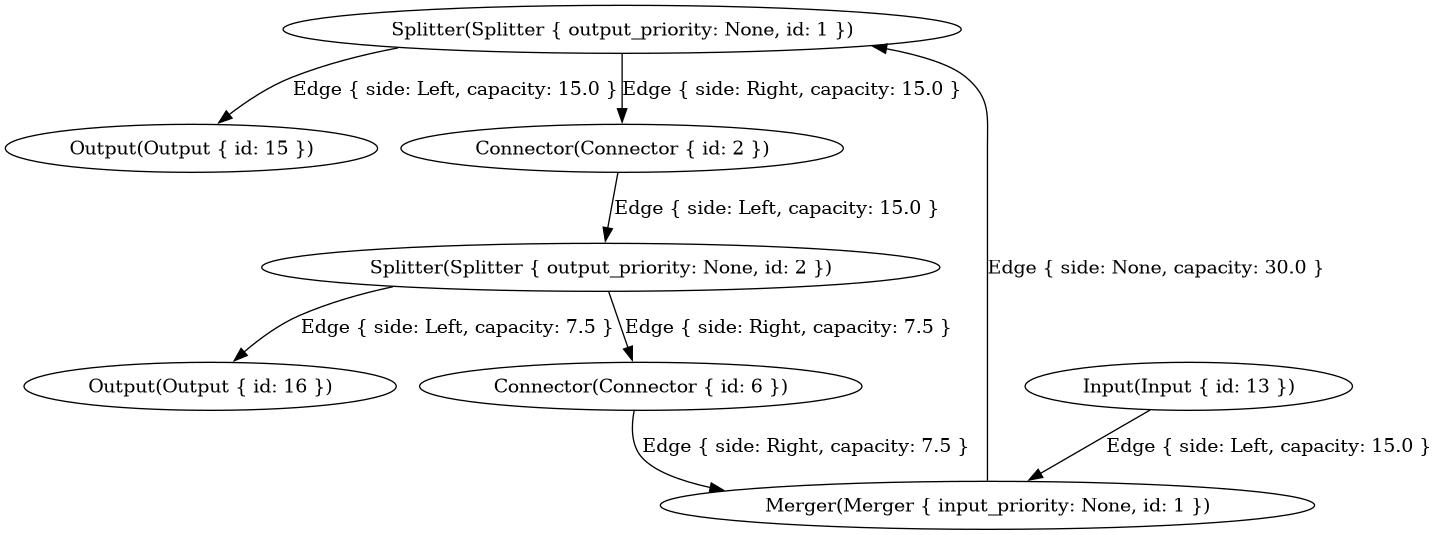 Splitter(Splitter { output_priority: None, id: 1 })
Edge { side: Left, capacity: 15.0 }
Edge { side: Right, capacity: 15.0 }
Output(Output { id: 15 })
Connector(Connector { id: 2 })
Edge { side: Left, capacity: 15.0 }
Splitter(Splitter { output_priority: None, id: 2 })
Edge { side: None, capacity: 30.0 }
Edge { side: Left, capacity: 7.5 }
Edge { side: Right, capacity: 7.5 }
Output(Output { id: 16 })
Connector(Connector { id: 6 })
Input(Input { id: 13 })
Edge { side: Right, capacity: 7.5 }
Edge { side: Left, capacity: 15.0 }
Merger(Merger { input_priority: None, id: 1 })